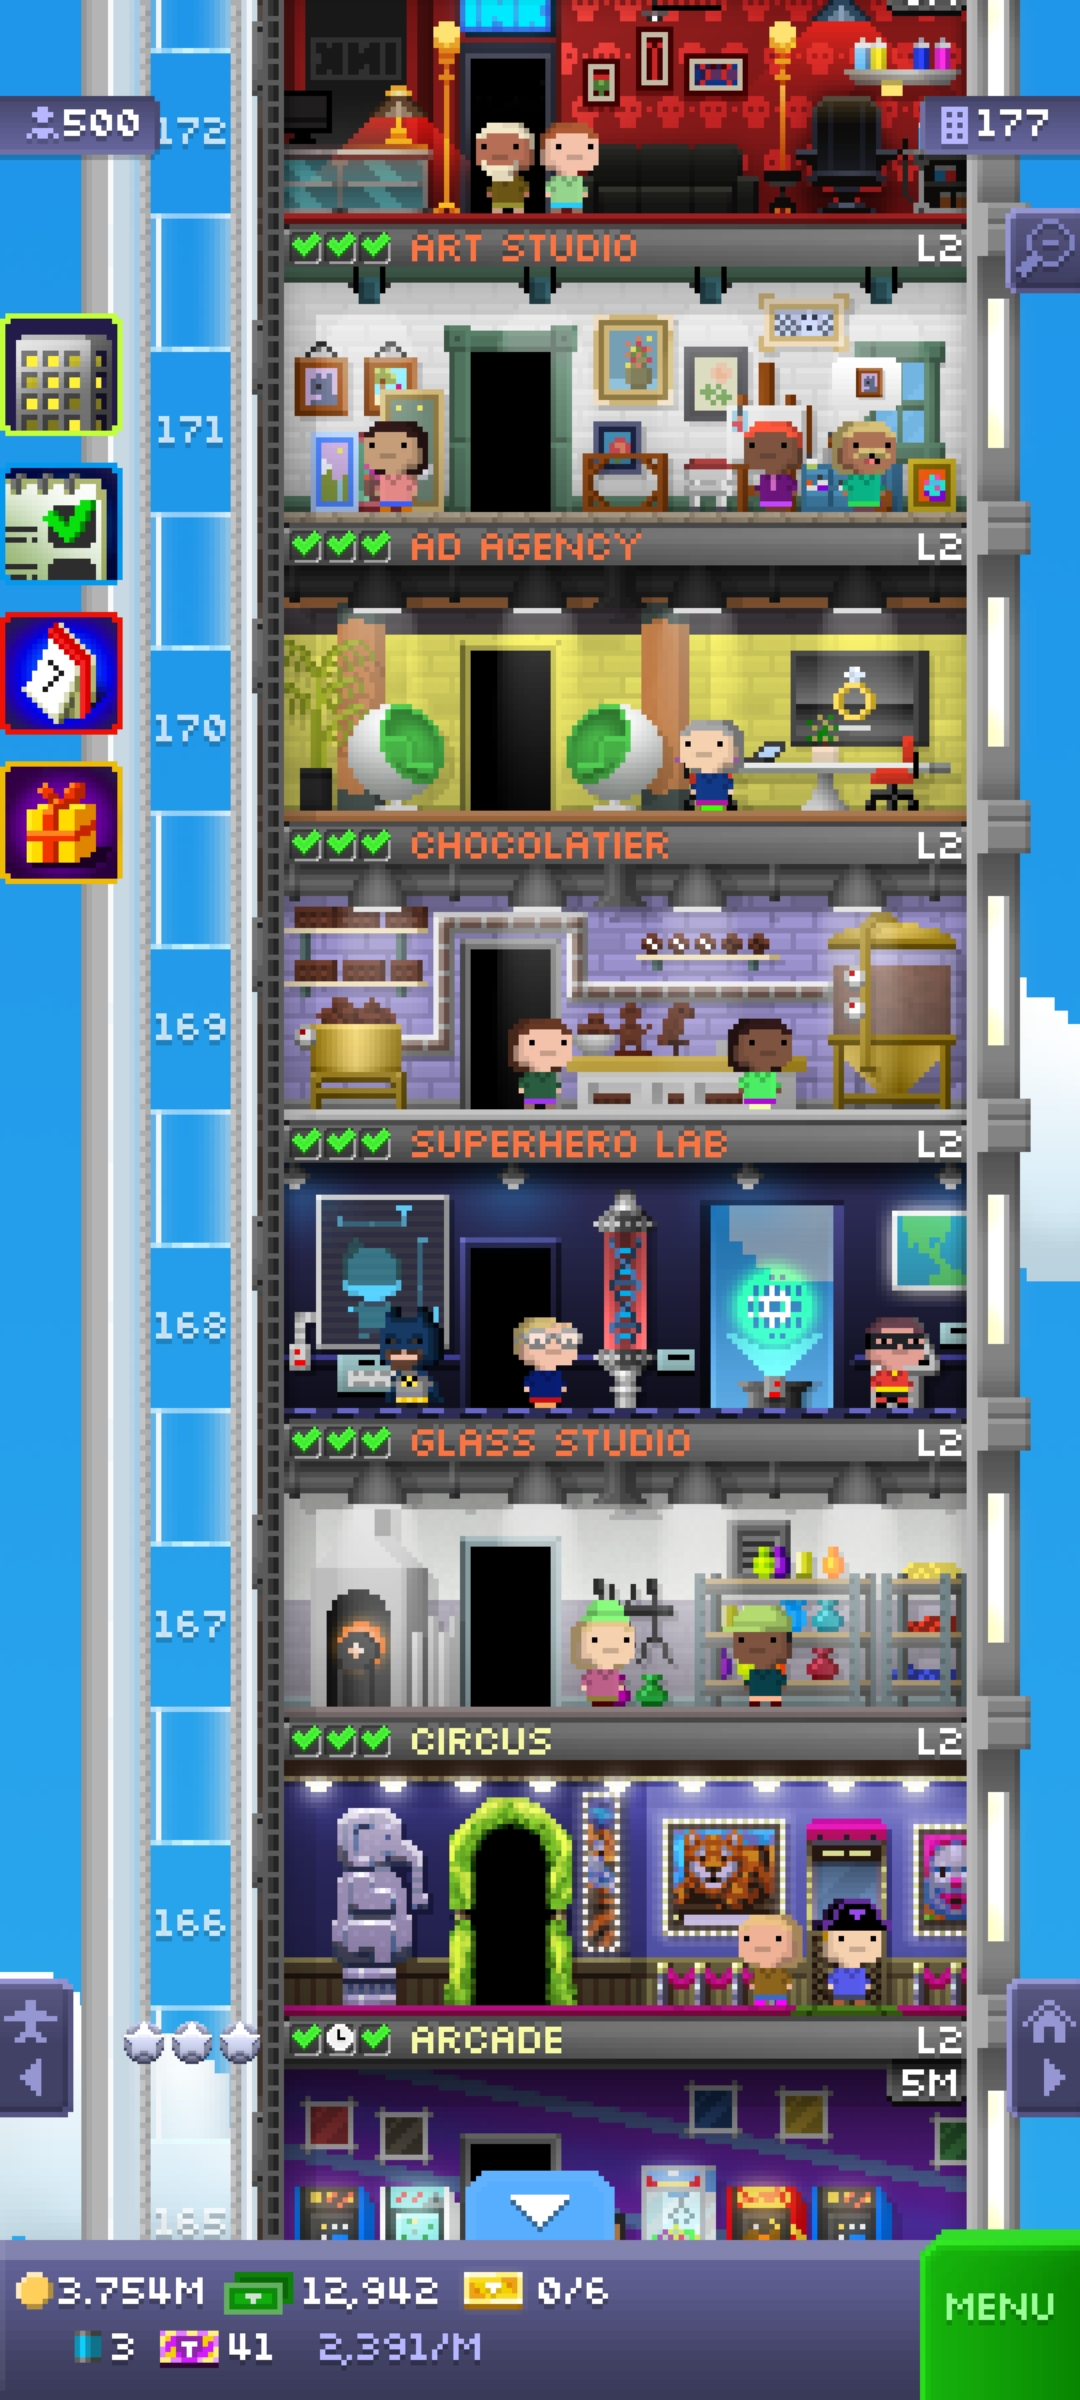 INK
172
500
177
ART STUDIO L2
171
AD AGENCY L2
170
CHOCOLATIER L2
169
SUPERHERO LAB L2
168
GLASS STUDIO L2
167
CIRCUS L2
166
ARCADE L2
5M
165
3.754M 12,942 0/6
3 41 2,391/M
MENU